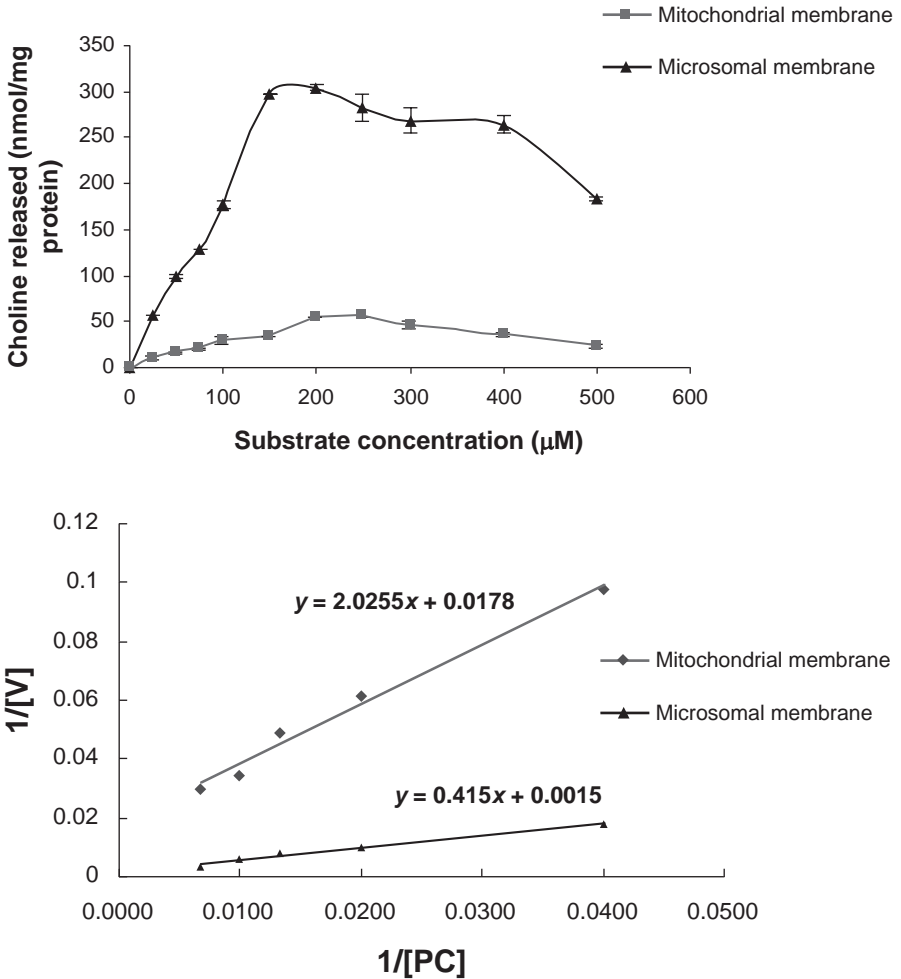 Mitochondrial membrane
Microsomal membrane
Choline released (nmol/mg
protein)
350
300
250
200
150
100
50
0
0 100 200 300 400 500 600
Substrate concentration (μM)
0.12
0.1
0.08
0.06
0.04
0.02
0
1/[V]
y = 2.0255x + 0.0178
Mitochondrial membrane
Microsomal membrane
y = 0.415x + 0.0015
0.0000 0.0100 0.0200 0.0300 0.0400 0.0500
1/[PC]